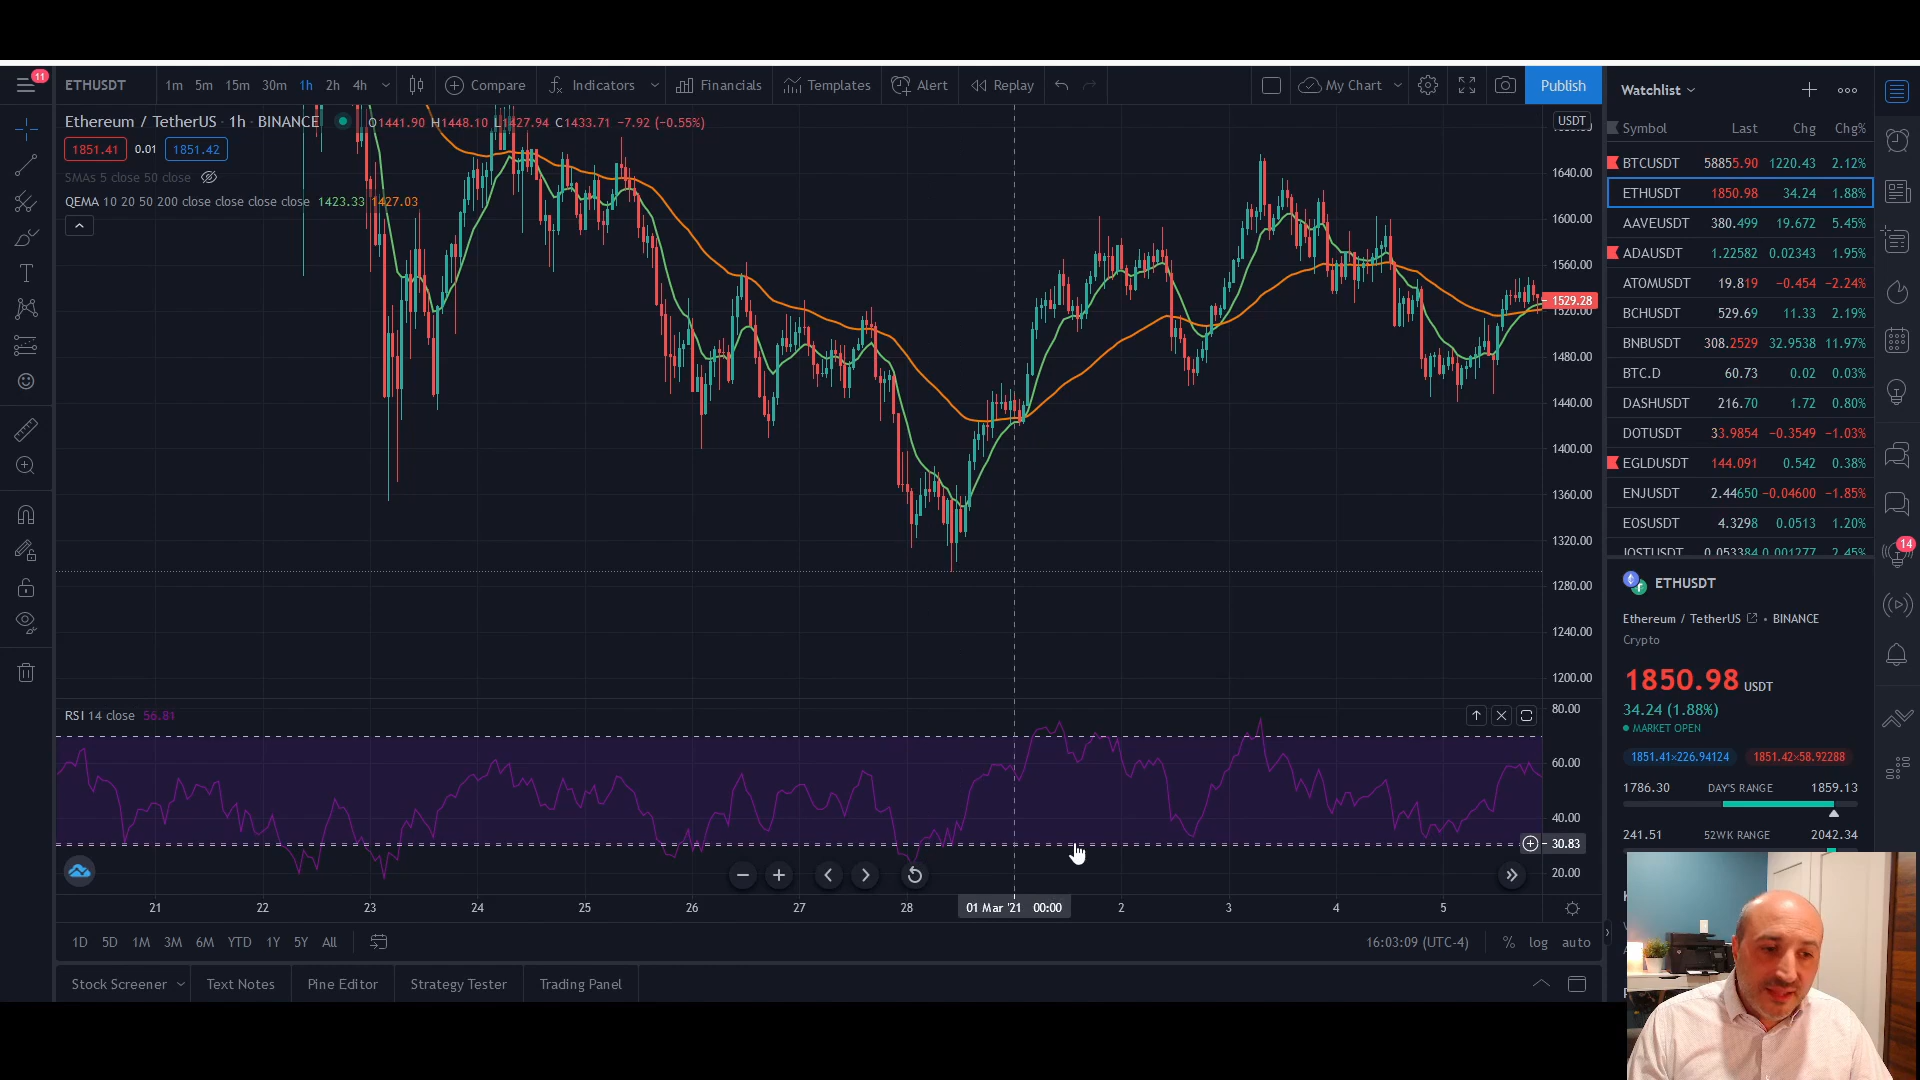 11
ETHUSDT 1m 5m 15m 30m 1h 2h 4h Compare Indicators Financials Templates Alert Replay My Chart Publish
Ethereum / TetherUS · 1h · BINANCE O1441.90 H1448.10 L1427.94 C1433.71 −7.92 (−0.55%)
1851.41 0.01 1851.42
SMAs 5 close 50 close
QEMA 10 20 50 200 close close close close 1423.33 1427.03
USDT
1640.00
1600.00
1560.00
1529.28
1520.00
1480.00
1440.00
1400.00
1360.00
1320.00
1280.00
1240.00
1200.00
RSI 14 close 56.81
80.00
60.00
40.00
30.83
20.00
21 22 23 24 25 26 27 28 01 Mar '21 00:00 2 3 4 5
1D 5D 1M 3M 6M YTD 1Y 5Y All 16:03:09 (UTC-4) % log auto
Stock Screener Text Notes Pine Editor Strategy Tester Trading Panel
Watchlist
Symbol Last Chg Chg%
BTCUSDT 58855.90 1220.43 2.12%
ETHUSDT 1850.98 34.24 1.88%
AAVEUSDT 380.499 19.672 5.45%
ADAUSDT 1.22582 0.02343 1.95%
ATOMUSDT 19.819 −0.454 −2.24%
BCHUSDT 529.69 11.33 2.19%
BNBUSDT 308.2529 32.9538 11.97%
BTC.D 60.73 0.02 0.03%
DASHUSDT 216.70 1.72 0.80%
DOTUSDT 33.9854 −0.3549 −1.03%
EGLDUSDT 144.091 0.542 0.38%
ENJUSDT 2.44650 −0.04600 −1.85%
EOSUSDT 4.3298 0.0513 1.20%
IOSTUSDT 0.053384 0.001277 2.45%
14
ETHUSDT
Ethereum / TetherUS • BINANCE
Crypto
1850.98 USDT
34.24 (1.88%)
MARKET OPEN
1851.41×226.94124 1851.42×58.92288
1786.30 DAY'S RANGE 1859.13
241.51 52WK RANGE 2042.34